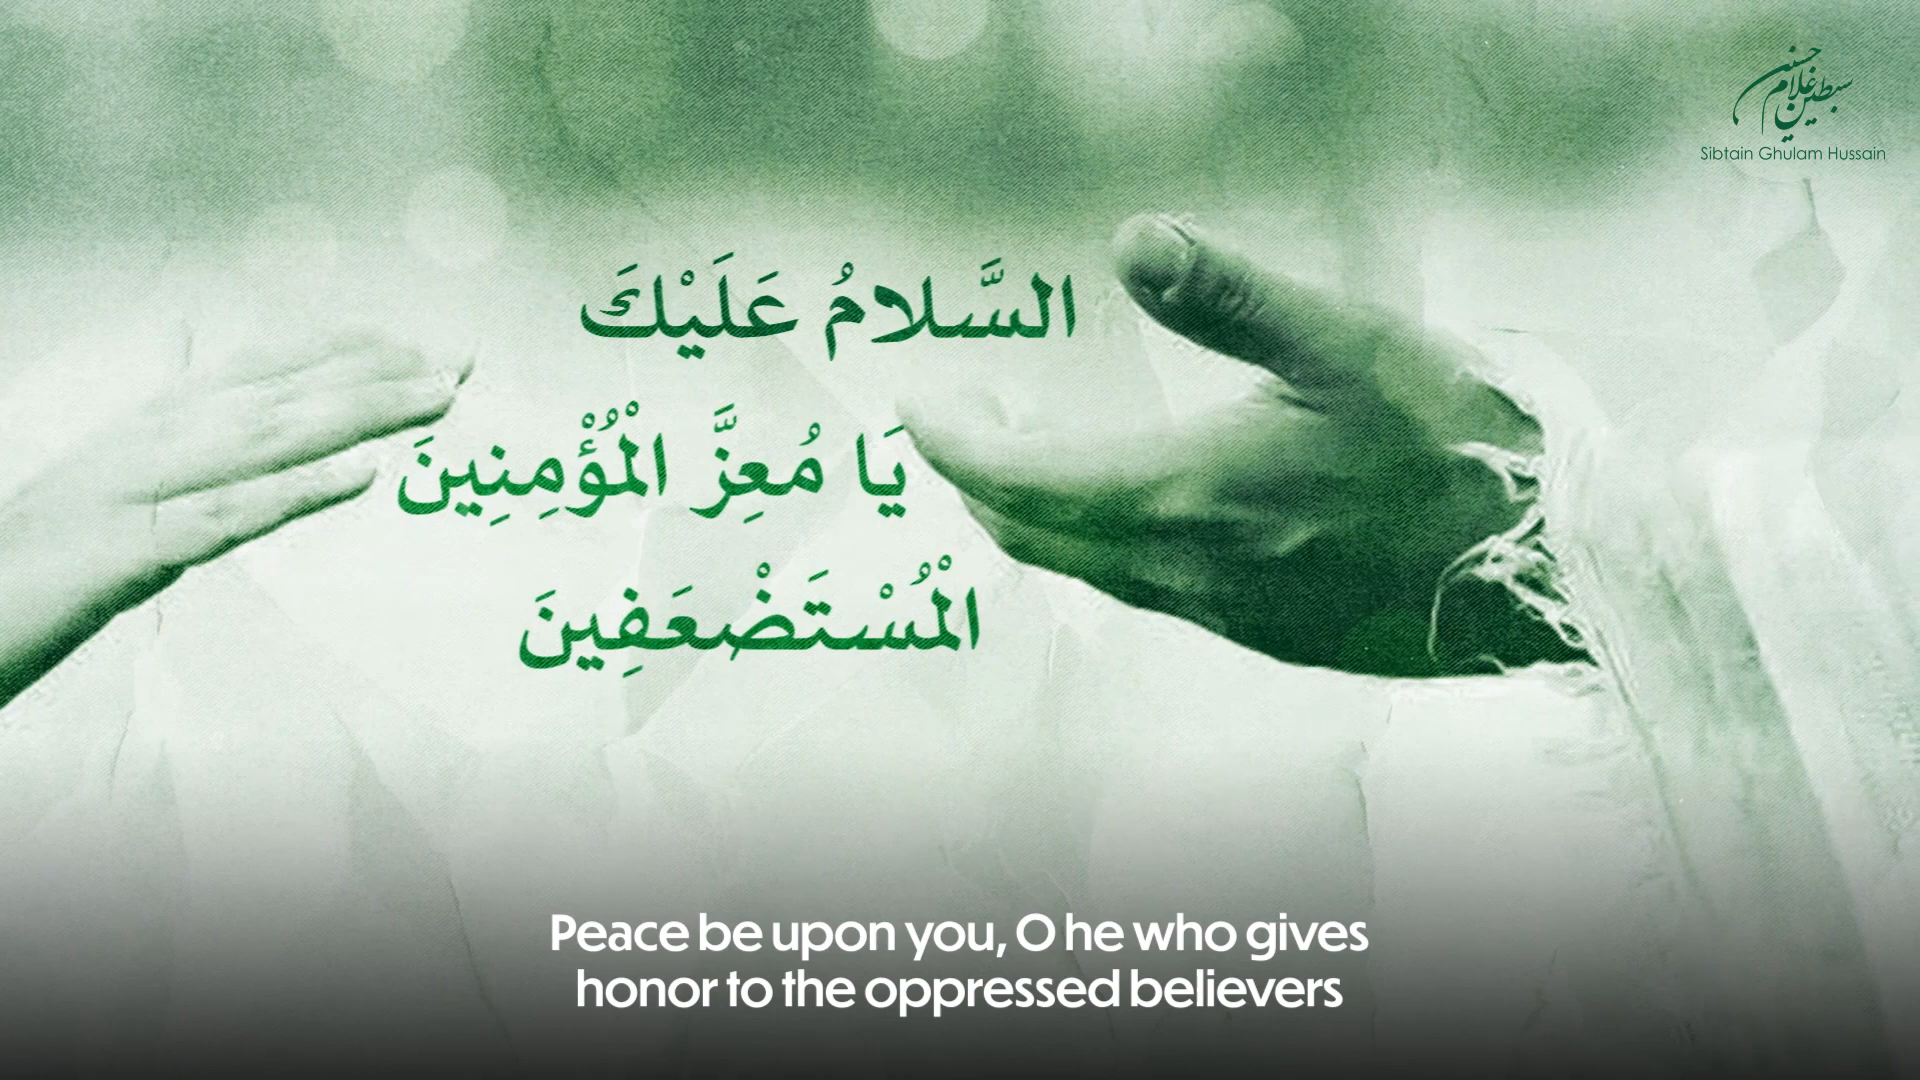 سبطین غلام حسنین
Sibtain Ghulam Hussain
السَّلامُ عَلَيْكَ
يَا مُعِزَّ الْمُؤْمِنِينَ
الْمُسْتَضْعَفِينَ
Peace be upon you, O he who gives
honor to the oppressed believers